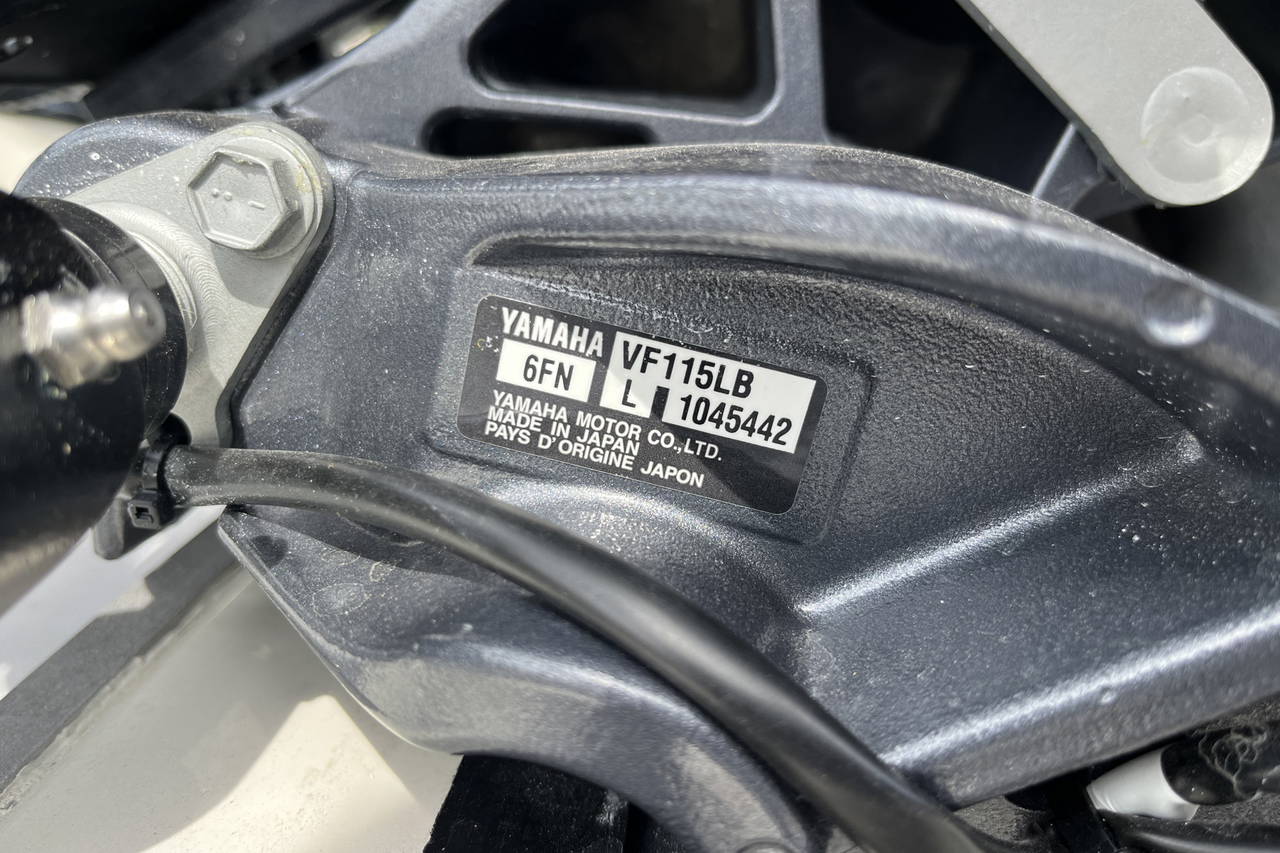 YAMAHA
6FN
VF115LB
L 1045442
YAMAHA MOTOR CO.,LTD.
MADE IN JAPAN
PAYS D'ORIGINE JAPON